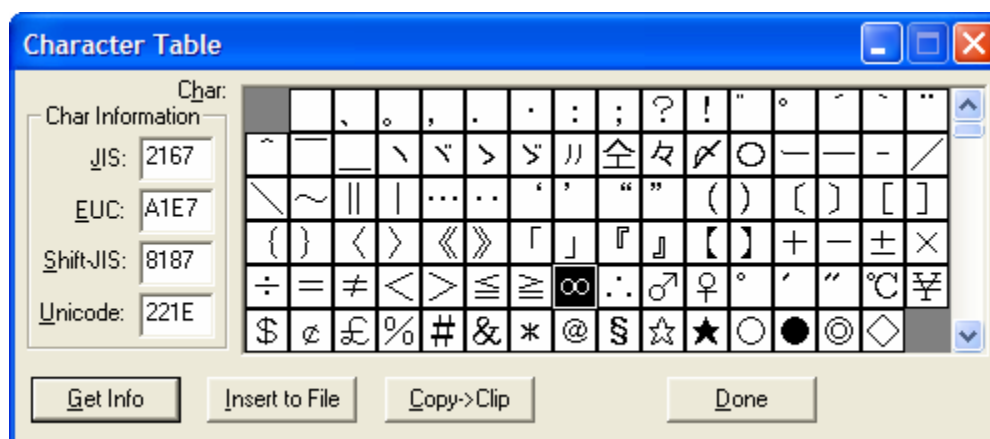 Character Table
Char:
Char Information
JIS: 2167
EUC: A1E7
Shift-JIS: 8187
Unicode: 221E
、 。 ， ． ・ ： ； ？ ！ ゛ ゜ ´ ｀ ¨
＾ ￣ ＿ ヽ ヾ ゝ ゞ 〃 仝 々 〆 〇 ー ― ‐ ／
＼ ～ ∥ ｜ … ‥ ‘ ’ “ ” （ ） 〔 〕 ［ ］
｛ ｝ 〈 〉 《 》 「 」 『 』 【 】 ＋ － ± ×
÷ ＝ ≠ ＜ ＞ ≦ ≧ ∞ ∴ ♂ ♀ ° ′ ″ ℃ ￥
＄ ￠ ￡ ％ ＃ ＆ ＊ ＠ § ☆ ★ ○ ● ◎ ◇
Get Info Insert to File Copy->Clip Done